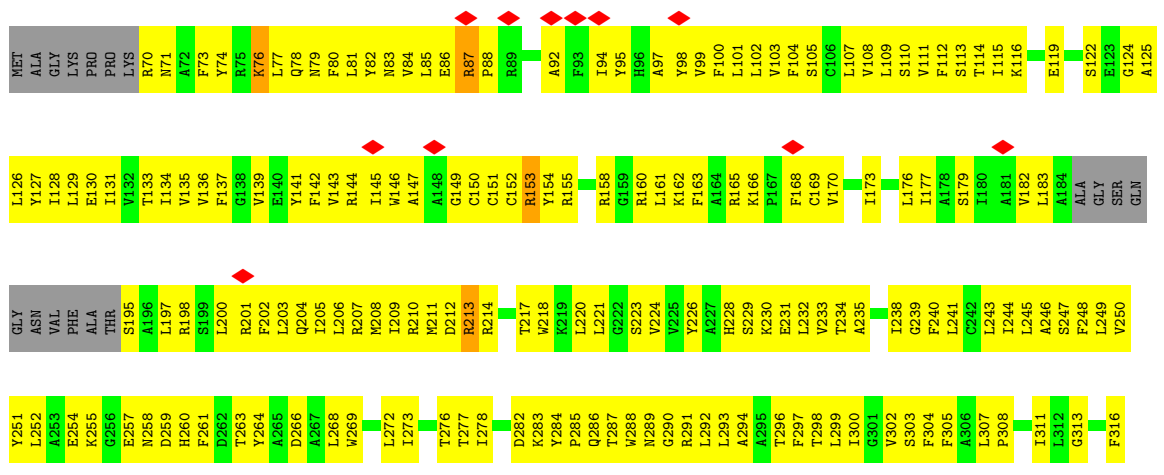 MET ALA GLY LYS PRO PRO LYS R70 N71 A72 F73 Y74 R75 K76 L77 Q78 N79 F80 L81 Y82 N83 V84 L85 E86 R87 P88 R89 A92 F93 I94 Y95 H96 A97 Y98 V99 F100 L101 L102 V103 F104 S105 C106 L107 V108 L109 S110 V111 F112 S113 T114 I115 K116 E119 S122 E123 G124 A125
L126 Y127 I128 L129 E130 I131 V132 T133 I134 V135 V136 F137 G138 V139 E140 Y141 F142 V143 R144 I145 W146 A147 A148 G149 C150 C151 C152 R153 Y154 R155 R158 G159 R160 L161 K162 F163 A164 R165 K166 P167 F168 C169 V170 I173 L176 I177 A178 S179 I180 A181 V182 L183 A184 ALA GLY SER GLN
GLY ASN VAL PHE ALA THR S195 A196 L197 R198 S199 L200 R201 F202 L203 Q204 I205 L206 R207 M208 I209 R210 M211 D212 R213 R214 T217 W218 K219 L220 L221 G222 S223 V224 V225 Y226 A227 H228 S229 K230 E231 L232 V233 T234 A235 I238 G239 F240 L241 C242 L243 I244 L245 A246 S247 F248 L249 V250
Y251 L252 A253 E254 K255 G256 E257 N258 D259 H260 F261 D262 T263 Y264 A265 D266 A267 L268 W269 L272 I273 T276 T277 I278 D282 K283 Y284 P285 Q286 T287 W288 N289 G290 R291 L292 L293 A294 A295 T296 F297 T298 L299 I300 G301 V302 S303 F304 F305 A306 L307 P308 I311 L312 G313 F316